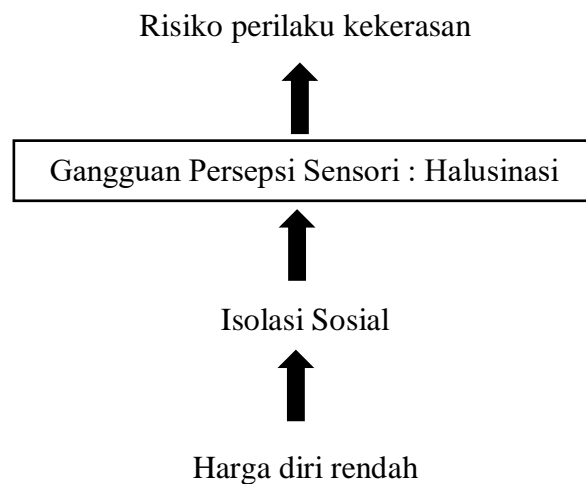 Risiko perilaku kekerasan
Gangguan Persepsi Sensori : Halusinasi
Isolasi Sosial
Harga diri rendah